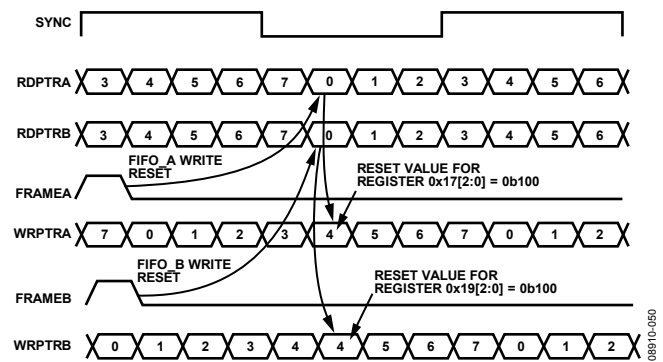 SYNC
RDPTRA 3 4 5 6 7 0 1 2 3 4 5 6
RDPTRB 3 4 5 6 7 0 1 2 3 4 5 6
FIFO_A WRITE
RESET
RESET VALUE FOR
REGISTER 0x17[2:0] = 0b100
FRAMEA
WRPTRA 7 0 1 2 3 4 5 6 7 0 1 2
FIFO_B WRITE
RESET
RESET VALUE FOR
REGISTER 0x19[2:0] = 0b100
FRAMEB
WRPTRB 0 1 2 3 4 4 5 6 7 0 1 2
08910-050